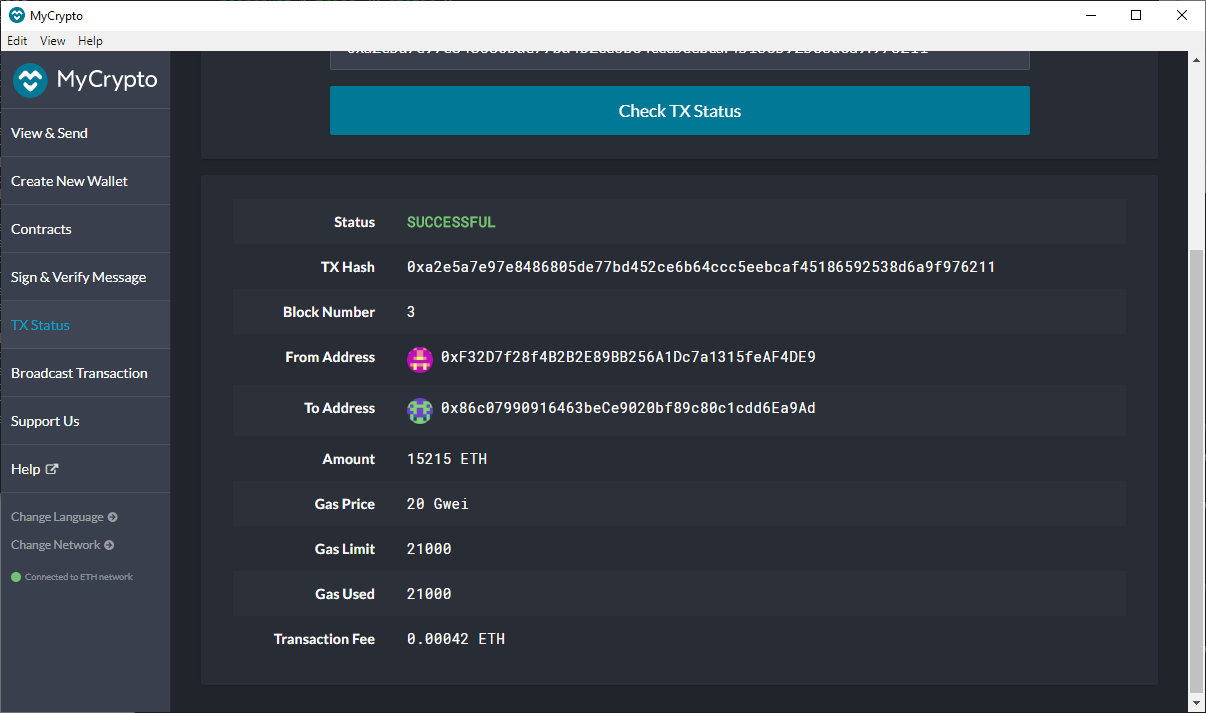 MyCrypto
Edit View Help
MyCrypto
View & Send
Create New Wallet
Contracts
Sign & Verify Message
TX Status
Broadcast Transaction
Support Us
Help
Change Language
Change Network
Connected to ETH network
Check TX Status
Status SUCCESSFUL
TX Hash 0xa2e5a7e97e8486805de77bd452ce6b64ccc5eebcaf45186592538d6a9f976211
Block Number 3
From Address 0xF32D7f28f4B2B2E89BB256A1Dc7a1315feAF4DE9
To Address 0x86c07990916463beCe9020bf89c80c1cdd6Ea9Ad
Amount 15215 ETH
Gas Price 20 Gwei
Gas Limit 21000
Gas Used 21000
Transaction Fee 0.00042 ETH